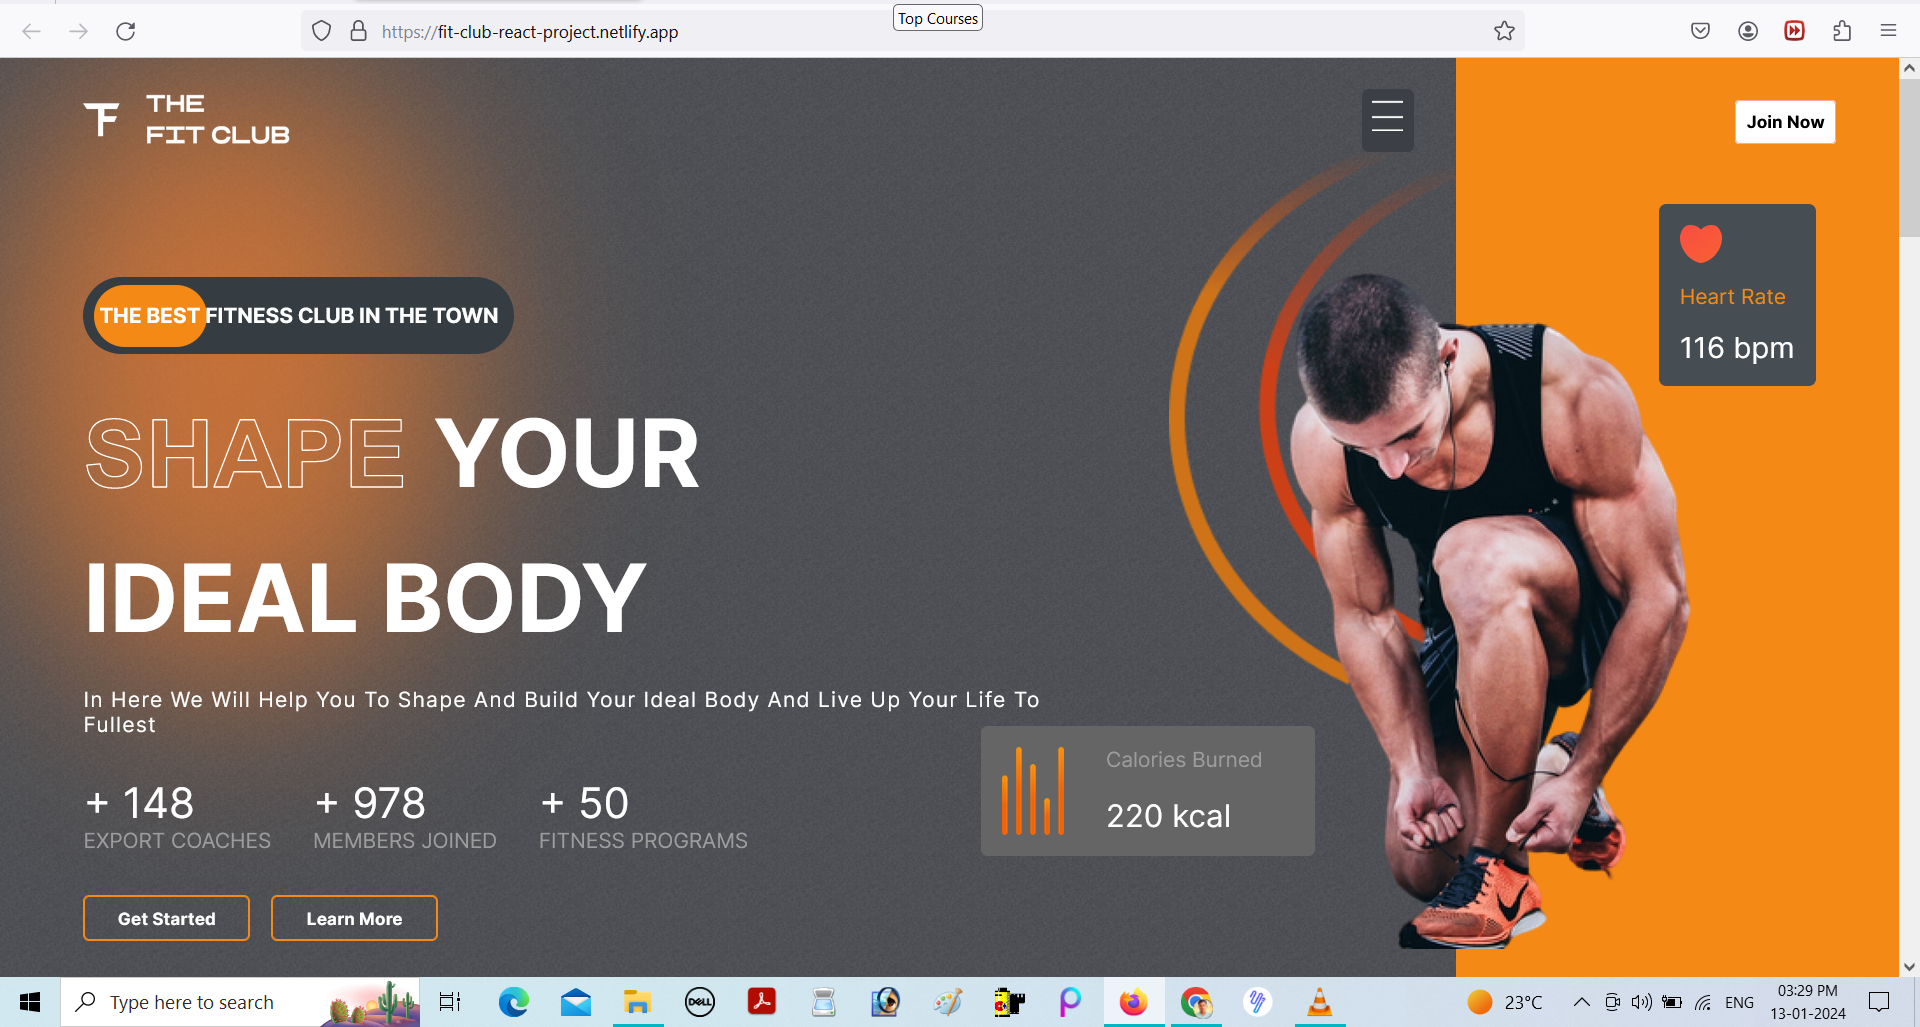 Top Courses
https://fit-club-react-project.netlify.app
THE
FIT CLUB
Join Now
Heart Rate
116 bpm
THE BEST FITNESS CLUB IN THE TOWN
SHAPE YOUR
IDEAL BODY
In Here We Will Help You To Shape And Build Your Ideal Body And Live Up Your Life To
Fullest
Calories Burned
220 kcal
+ 148
EXPORT COACHES
+ 978
MEMBERS JOINED
+ 50
FITNESS PROGRAMS
Get Started
Learn More
Type here to search
DELL
23°C
ENG
03:29 PM
13-01-2024